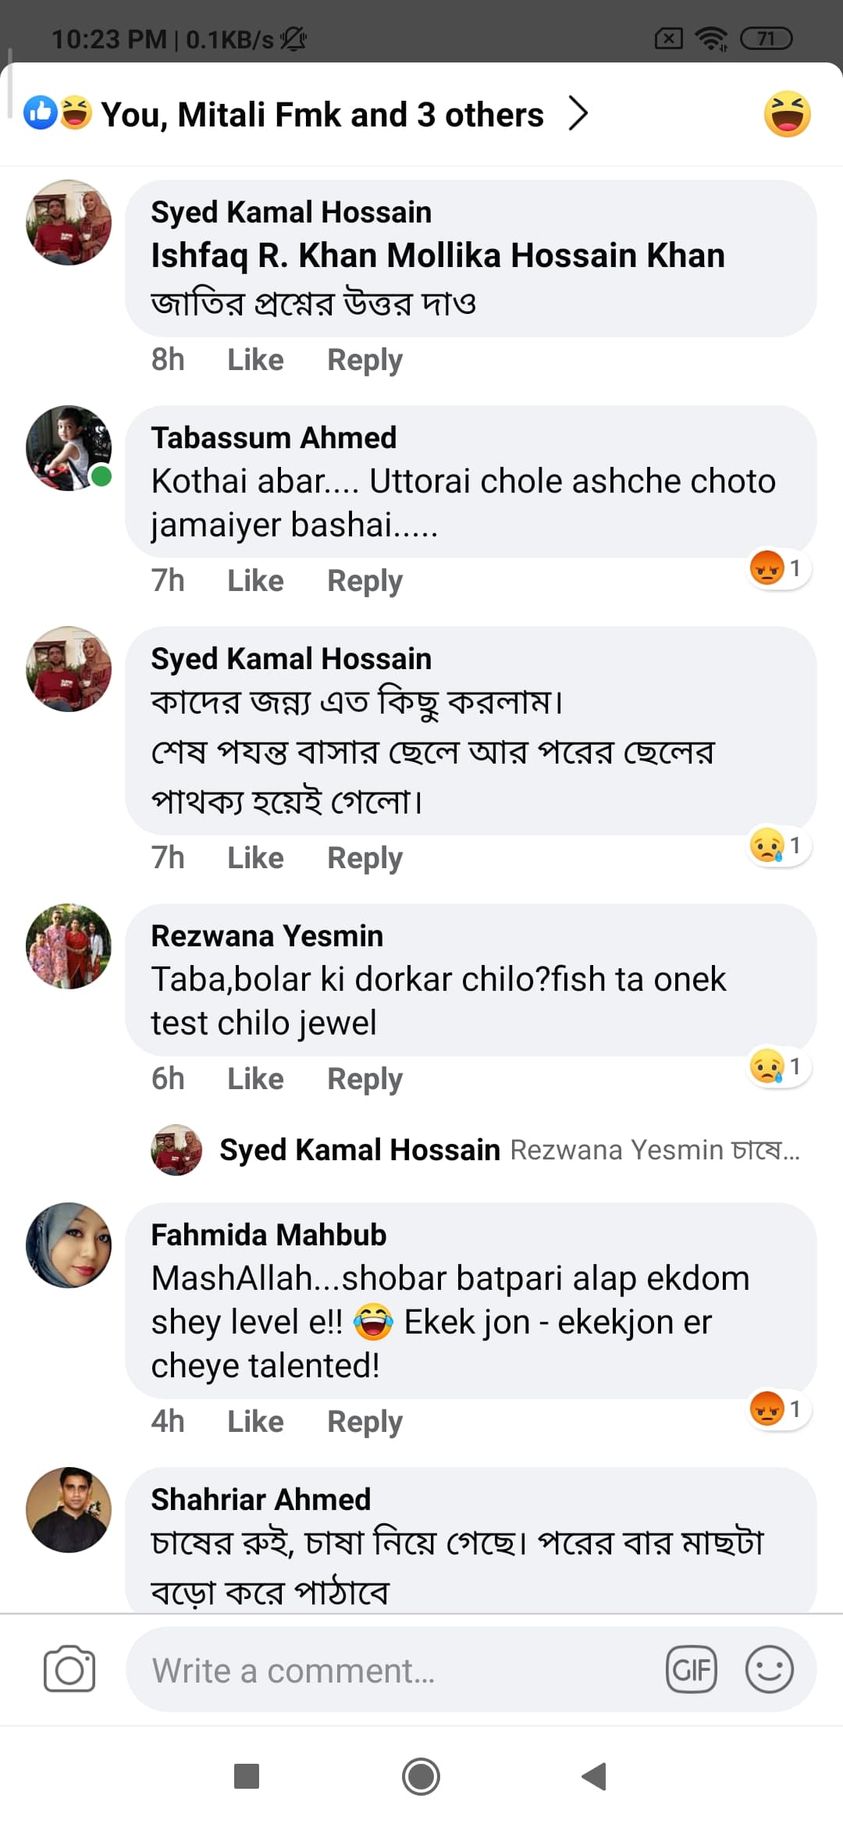 10:23 PM | 0.1KB/s
71
You, Mitali Fmk and 3 others
Syed Kamal Hossain
Ishfaq R. Khan Mollika Hossain Khan
জাতির প্রশ্নের উত্তর দাও
8h Like Reply
Tabassum Ahmed
Kothai abar.... Uttorai chole ashche choto
jamaiyer bashai.....
7h Like Reply
1
Syed Kamal Hossain
কাদের জন্ন্য এত কিছু করলাম।
শেষ পযন্ত বাসার ছেলে আর পরের ছেলের
পাথক্য হয়েই গেলো।
7h Like Reply
1
Rezwana Yesmin
Taba,bolar ki dorkar chilo?fish ta onek
test chilo jewel
6h Like Reply
1
Syed Kamal Hossain Rezwana Yesmin চাষে...
Fahmida Mahbub
MashAllah...shobar batpari alap ekdom
shey level e!! 😂 Ekek jon - ekekjon er
cheye talented!
4h Like Reply
1
Shahriar Ahmed
চাষের রুই, চাষা নিয়ে গেছে। পরের বার মাছটা
বড়ো করে পাঠাবে
Write a comment...
GIF